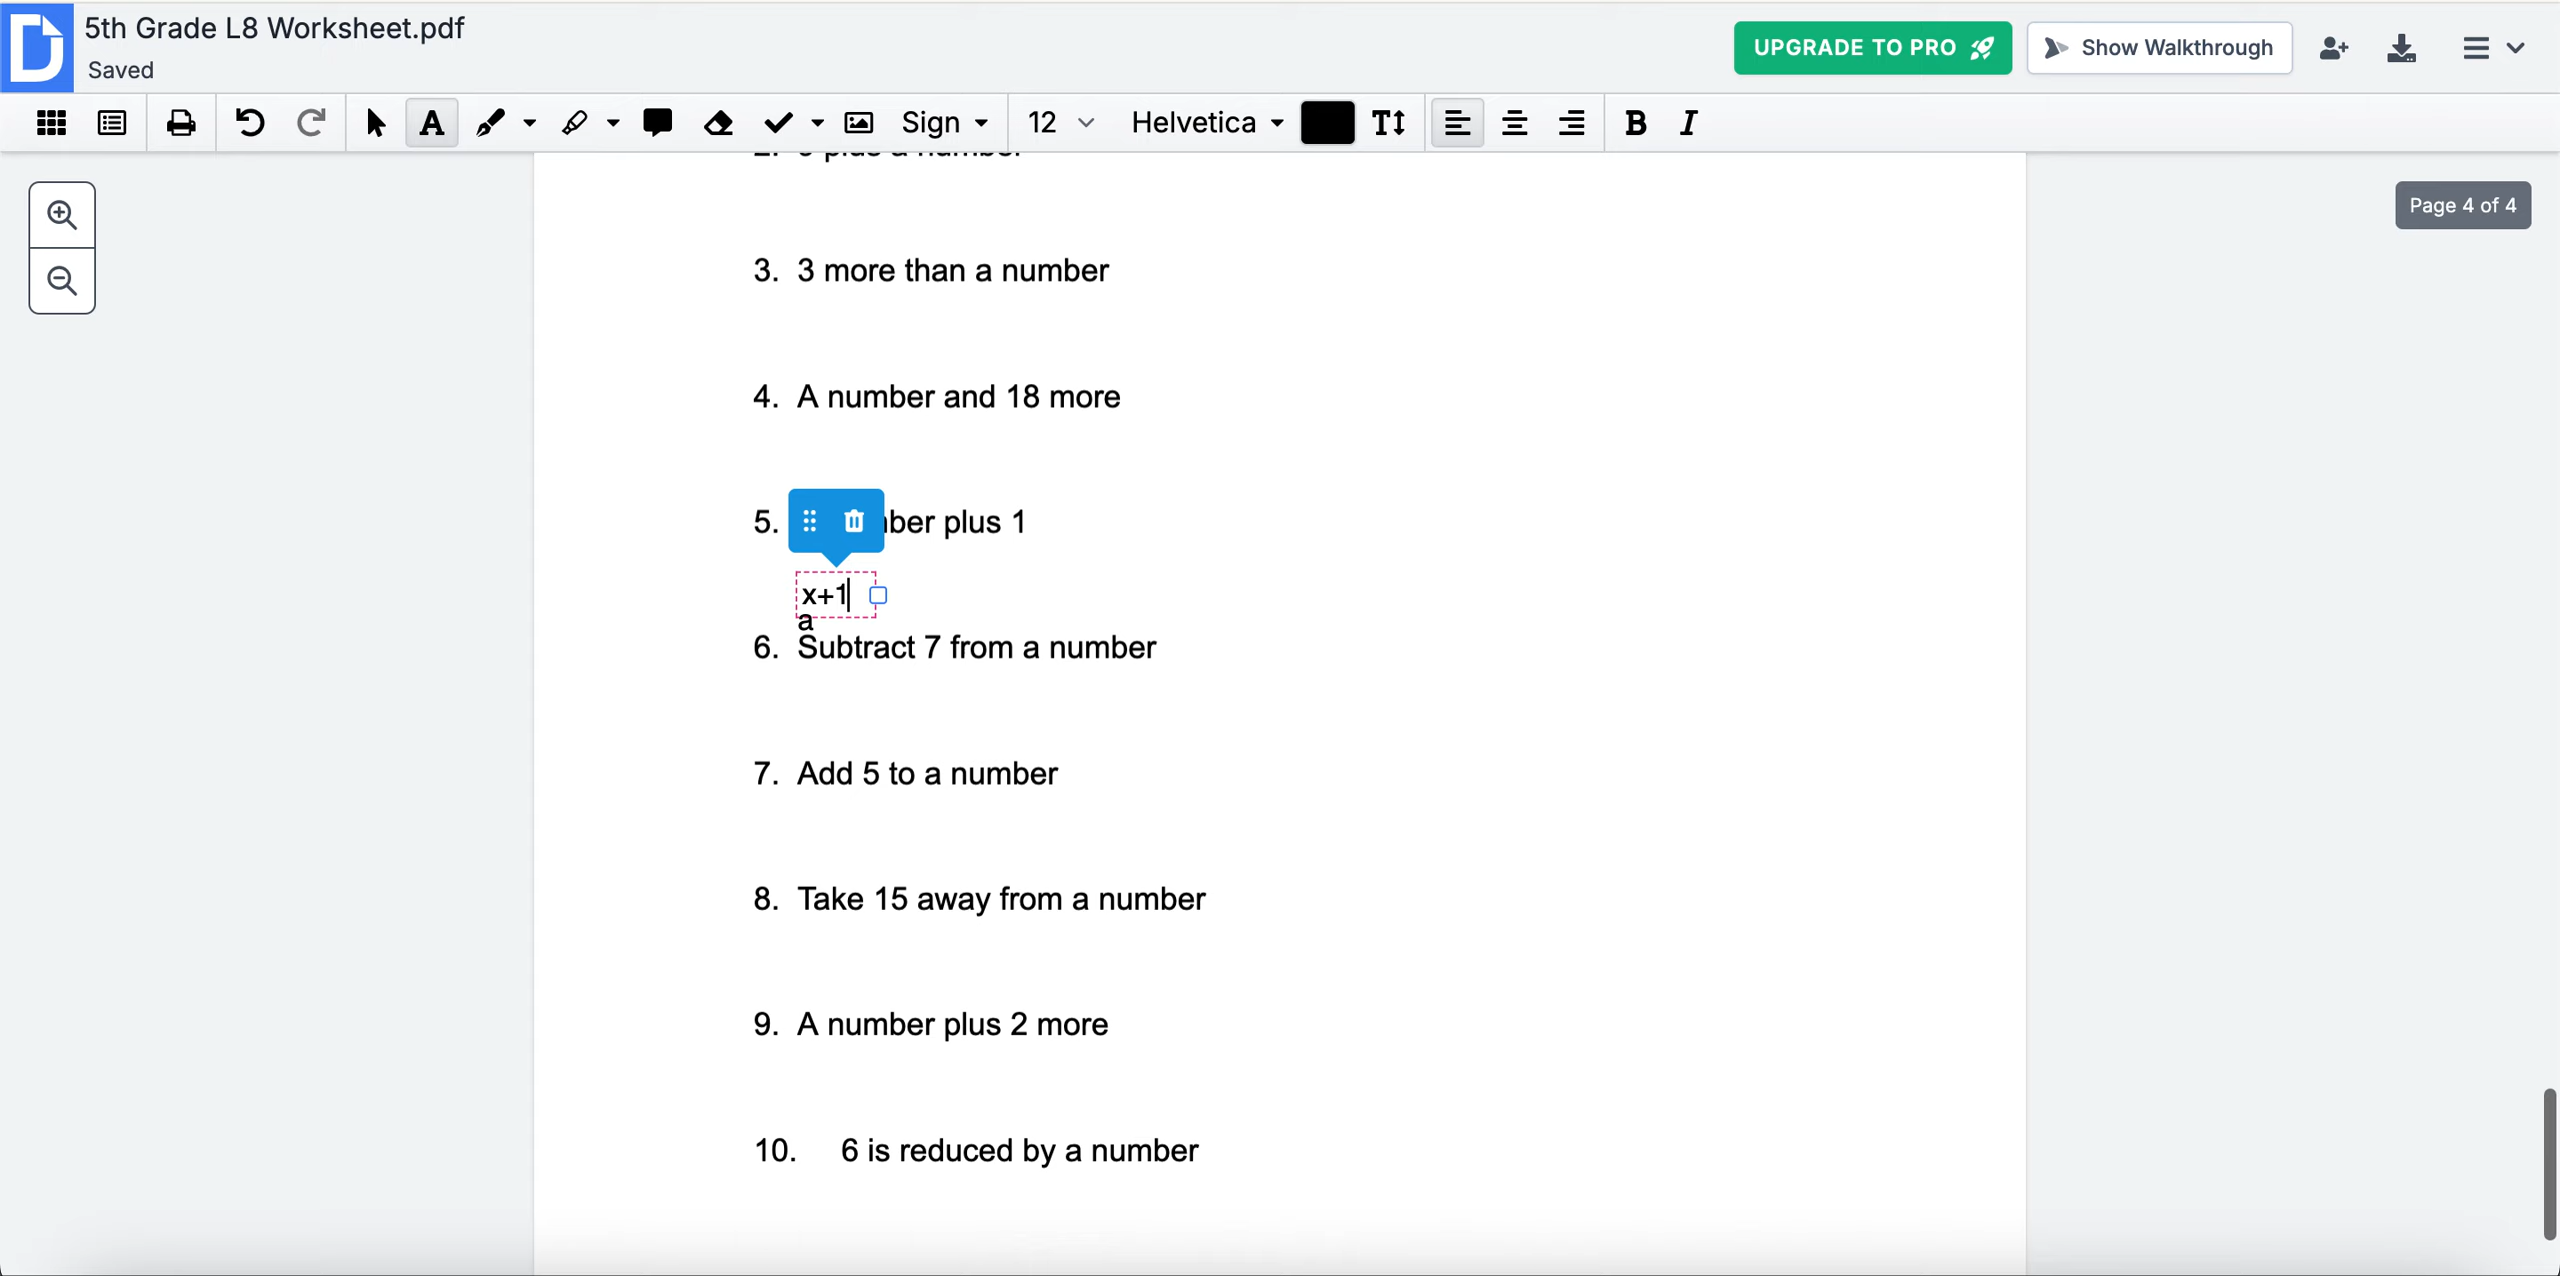 5th Grade L8 Worksheet.pdf
Saved
UPGRADE TO PRO
Show Walkthrough
A
Sign
12
Helvetica
B
I
Page 4 of 4
3. 3 more than a number
4. A number and 18 more
5. ber plus 1
x+1
a
6. Subtract 7 from a number
7. Add 5 to a number
8. Take 15 away from a number
9. A number plus 2 more
10. 6 is reduced by a number